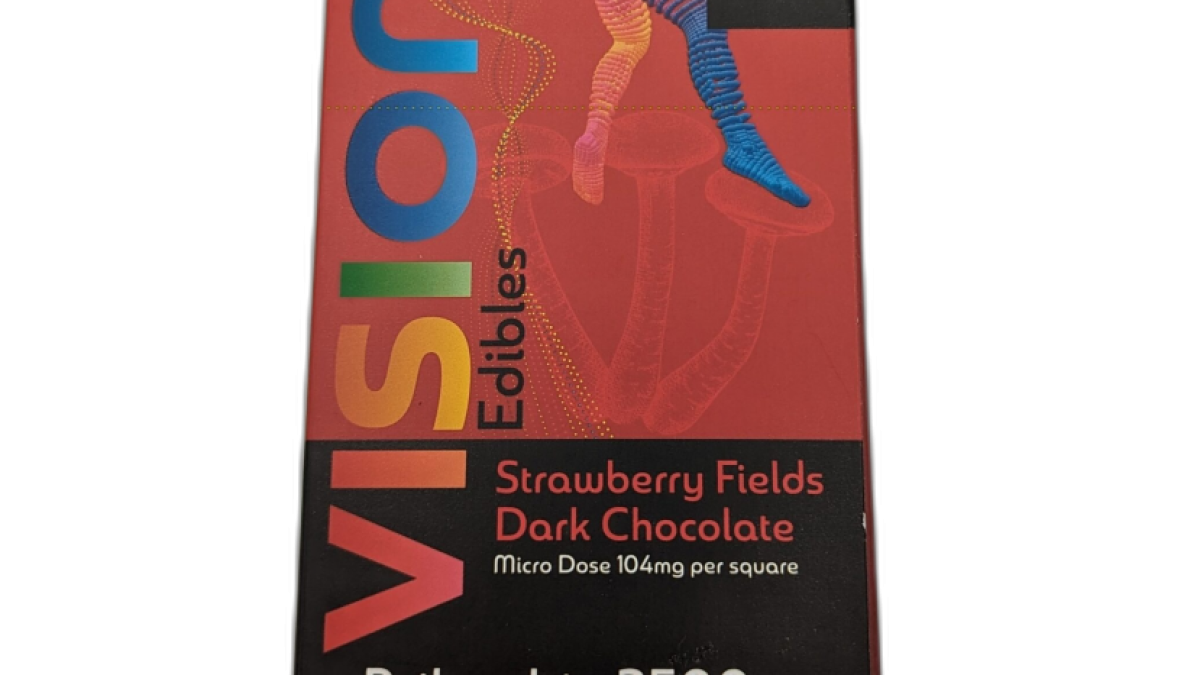 Vision
Edibles
Strawberry Fields
Dark Chocolate
Micro Dose 104mg per square